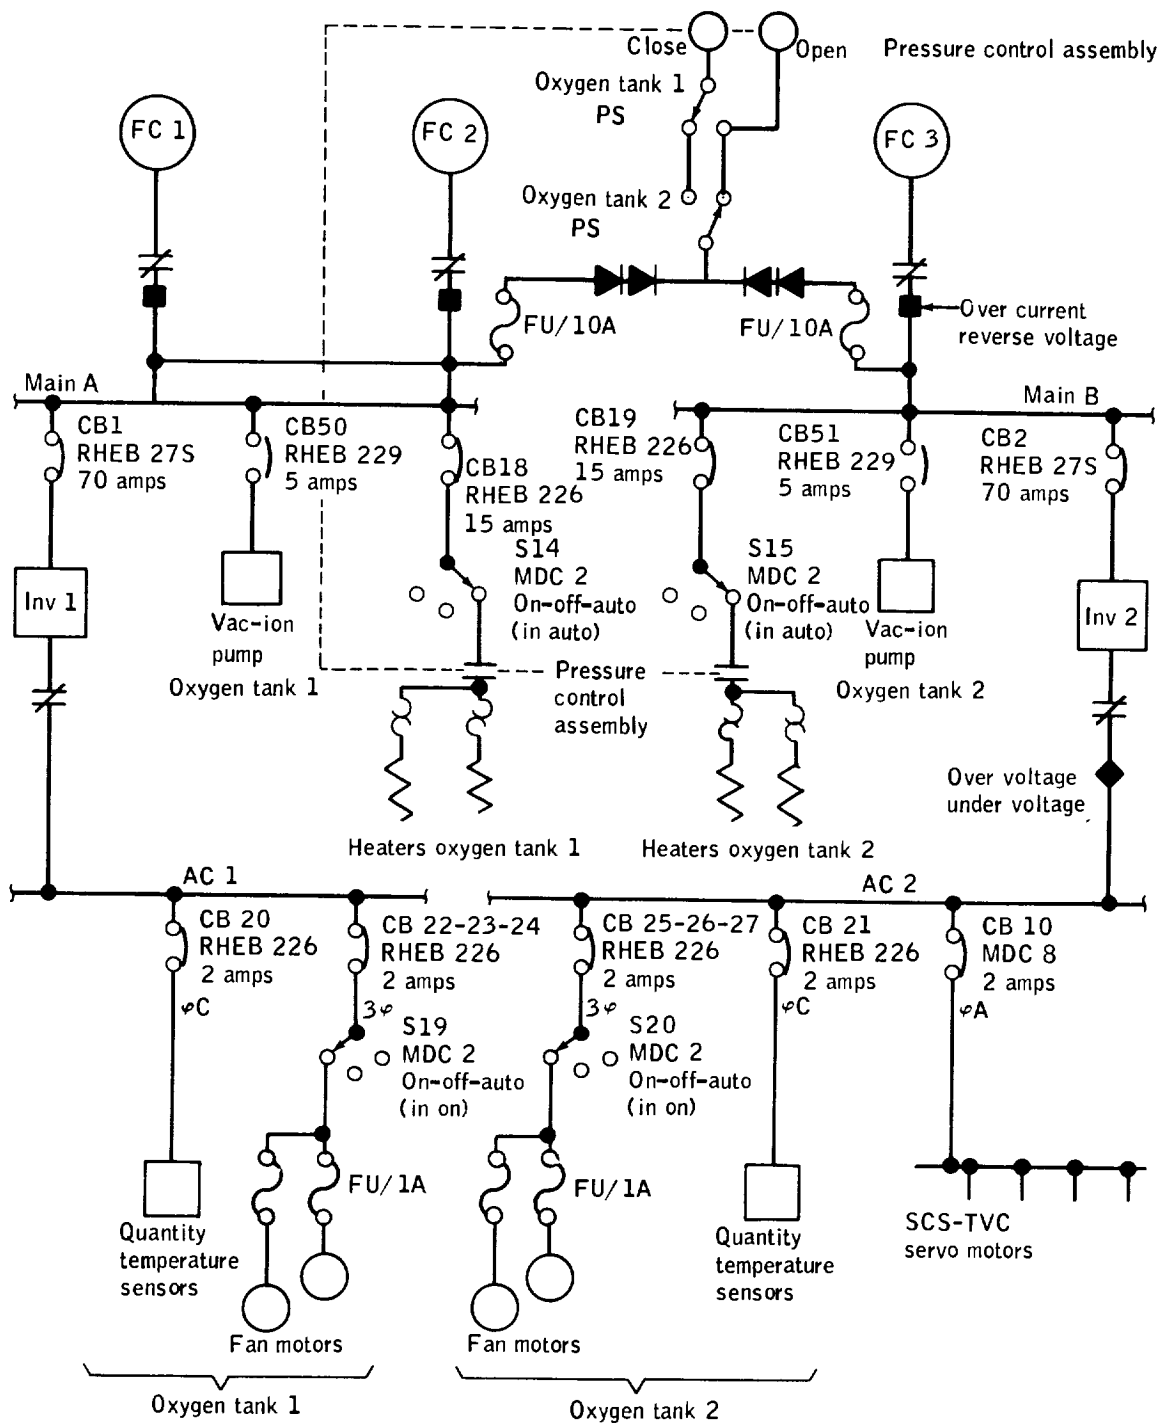 Close
Open
Pressure control assembly
Oxygen tank 1
PS
FC 1
FC 2
FC 3
Oxygen tank 2
PS
FU/10A
FU/10A
Over current
reverse voltage
Main A
Main B
CB1
RHEB 27S
70 amps
CB50
RHEB 229
5 amps
CB18
RHEB 226
15 amps
CB19
RHEB 226
15 amps
CB51
RHEB 229
5 amps
CB2
RHEB 27S
70 amps
S14
MDC 2
On-off-auto
(in auto)
S15
MDC 2
On-off-auto
(in auto)
Inv 1
Inv 2
Vac-ion
pump
Oxygen tank 1
Pressure
control
assembly
Vac-ion
pump
Oxygen tank 2
Over voltage
under voltage
Heaters oxygen tank 1
Heaters oxygen tank 2
AC 1
AC 2
CB 20
RHEB 226
2 amps
φC
CB 22-23-24
RHEB 226
2 amps
3φ
CB 25-26-27
RHEB 226
2 amps
3φ
CB 21
RHEB 226
2 amps
φC
CB 10
MDC 8
2 amps
φA
S19
MDC 2
On-off-auto
(in on)
S20
MDC 2
On-off-auto
(in on)
FU/1A
FU/1A
Quantity
temperature
sensors
Fan motors
Fan motors
Quantity
temperature
sensors
SCS-TVC
servo motors
Oxygen tank 1
Oxygen tank 2